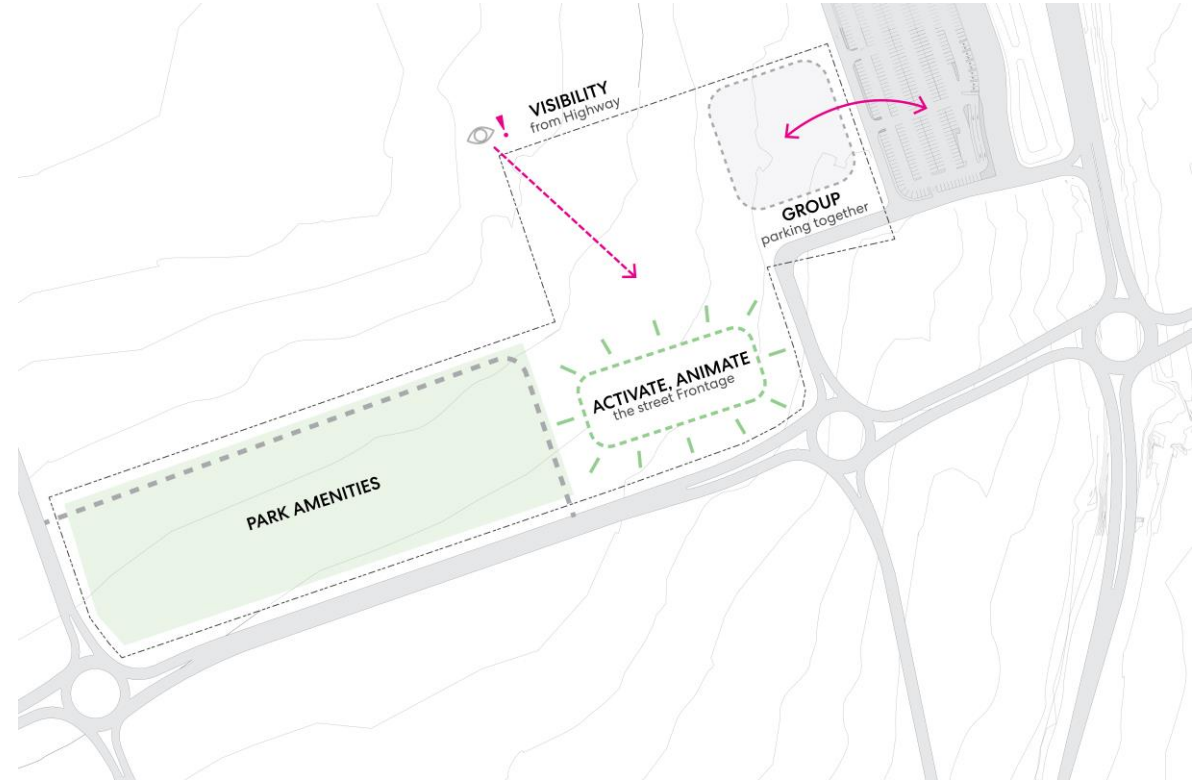 VISIBILITY
from Highway
GROUP
parking together
ACTIVATE, ANIMATE
the street Frontage
PARK AMENITIES